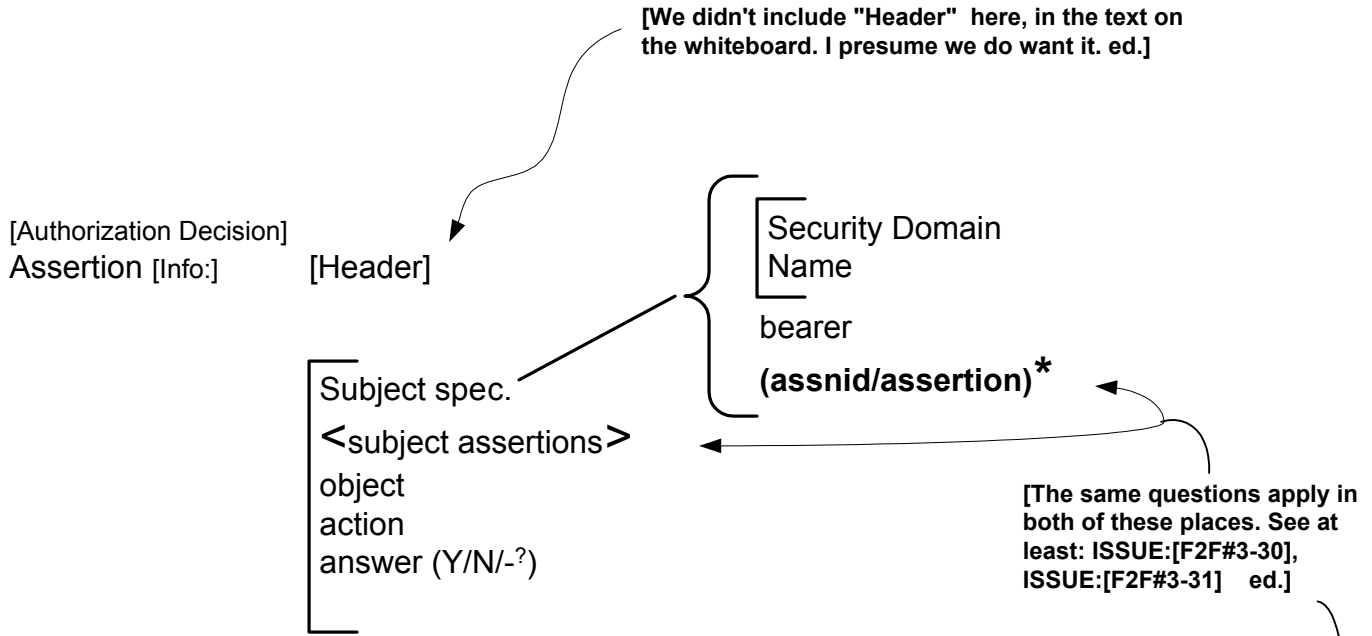 [We didn't include "Header" here, in the text on
the whiteboard. I presume we do want it. ed.]
[Authorization Decision]
Assertion [Info:]
[Header]
Security Domain
Name
bearer
(assnid/assertion)*
Subject spec.
<subject assertions>
object
action
answer (Y/N/-?)
[The same questions apply in
both of these places. See at
least: ISSUE:[F2F#3-30],
ISSUE:[F2F#3-31] ed.]